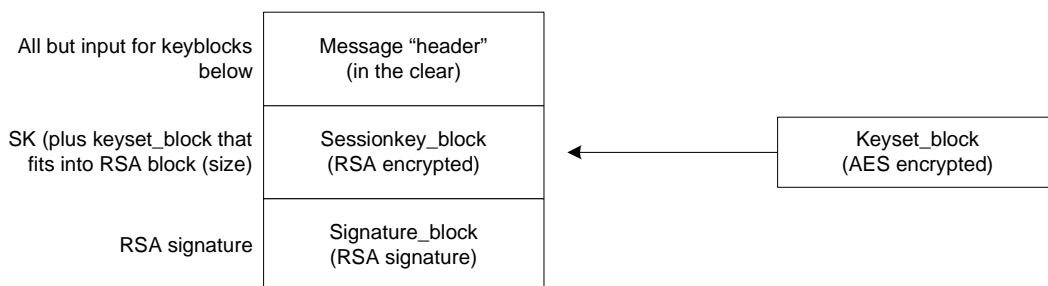 All but input for keyblocks
below
Message “header”
(in the clear)
SK (plus keyset_block that
fits into RSA block (size)
Sessionkey_block
(RSA encrypted)
Keyset_block
(AES encrypted)
RSA signature
Signature_block
(RSA signature)